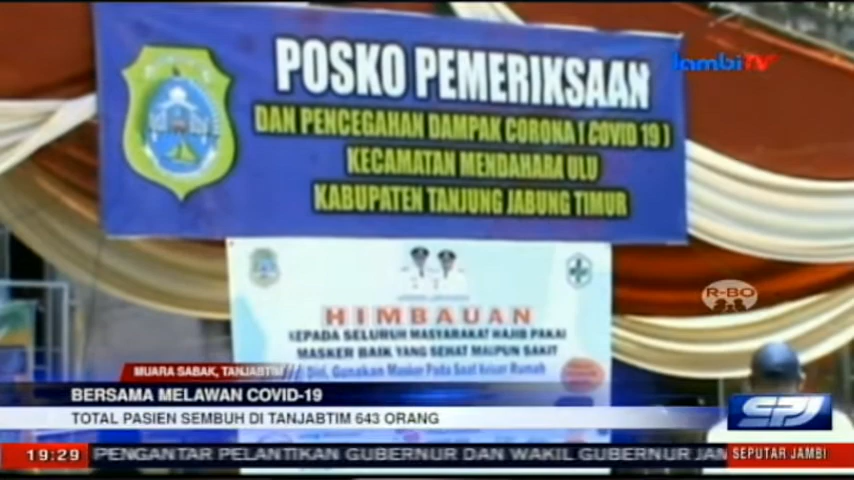 POSKO PEMERIKSAAN
DAN PENCEGAHAN DAMPAK CORONA ( COVID 19 )
KECAMATAN MENDAHARA ULU
KABUPATEN TANJUNG JABUNG TIMUR
JambiTV
R-BO
HIMBAUAN
KEPADA SELURUH MASYARAKAT WAJIB PAKAI
MASKER BAIK YANG SEHAT MAUPUN SAKIT
Gunakan Masker Pada Saat Keluar Rumah
MUARA SABAK, TANJABTIM
BERSAMA MELAWAN COVID-19
TOTAL PASIEN SEMBUH DI TANJABTIM 643 ORANG
SPJ
19:29 PENGANTAR PELANTIKAN GUBERNUR DAN WAKIL GUBERNUR JAM SEPUTAR JAMBI